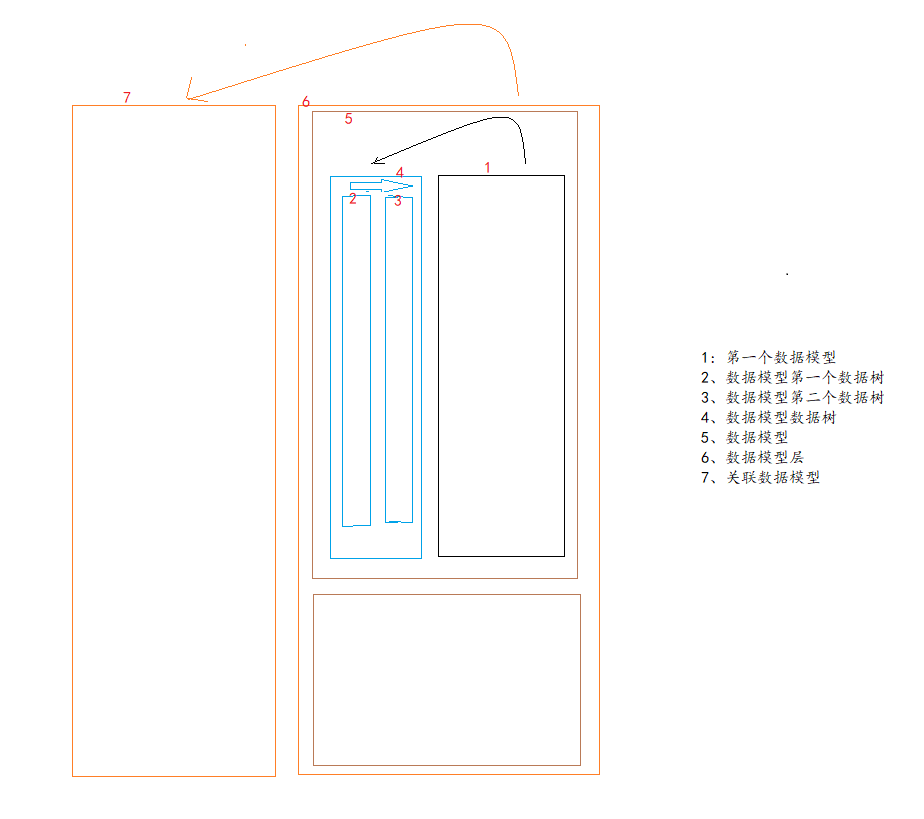 7
6
5
4
1
2
3
1: 第一个数据模型
2、数据模型第一个数据树
3、数据模型第二个数据树
4、数据模型数据树
5、数据模型
6、数据模型层
7、关联数据模型